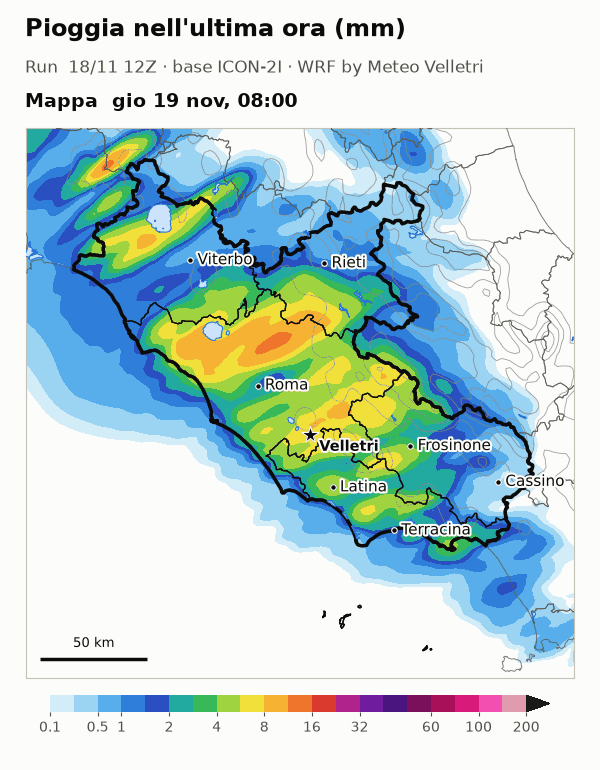 Pioggia nell'ultima ora (mm)
Run  18/11 12Z · base ICON-2I · WRF by Meteo Velletri
Mappa  gio 19 nov, 08:00
Viterbo
Rieti
Roma
Velletri
Frosinone
Latina
Cassino
Terracina
50 km
0.1 0.5 1 2 4 8 16 32 60 100 200